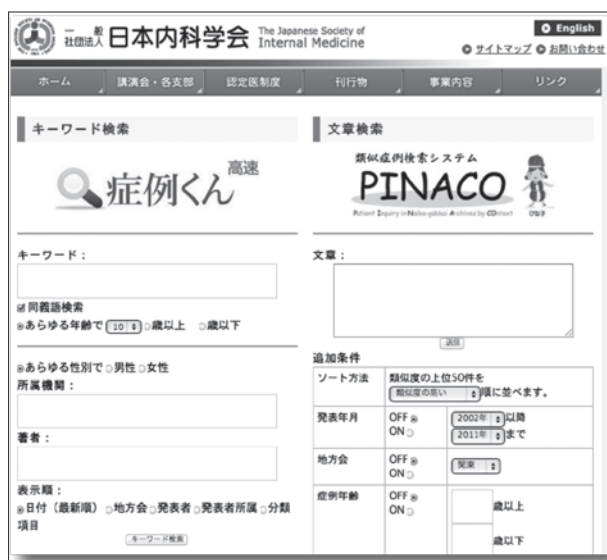 一般
社団法人 日本内科学会 The Japanese Society of
Internal Medicine
English
サイトマップ お問い合わせ
ホーム 講演会・各支部 認定医制度 刊行物 事業内容 リンク
キーワード検索
症例くん 高速
キーワード：
同義語検索
あらゆる年齢で 10 歳以上 歳以下
あらゆる性別で 男性 女性
所属機関：
著者：
表示順：
日付（最新順） 地方会 発表者 発表者所属 分類
項目
キーワード検索
文章検索
類似症例検索システム
PINACO
Patient Inquiry in Naika-gakkai Archives by COntext
ぴな子
文章：
送信
追加条件
ソート方法 類似度の上位50件を
類似度の高い 順に並べます。
発表年月 OFF 2002年 以降
ON 2011年 まで
地方会 OFF 関東
ON
症例年齢 OFF 歳以上
ON
歳以下